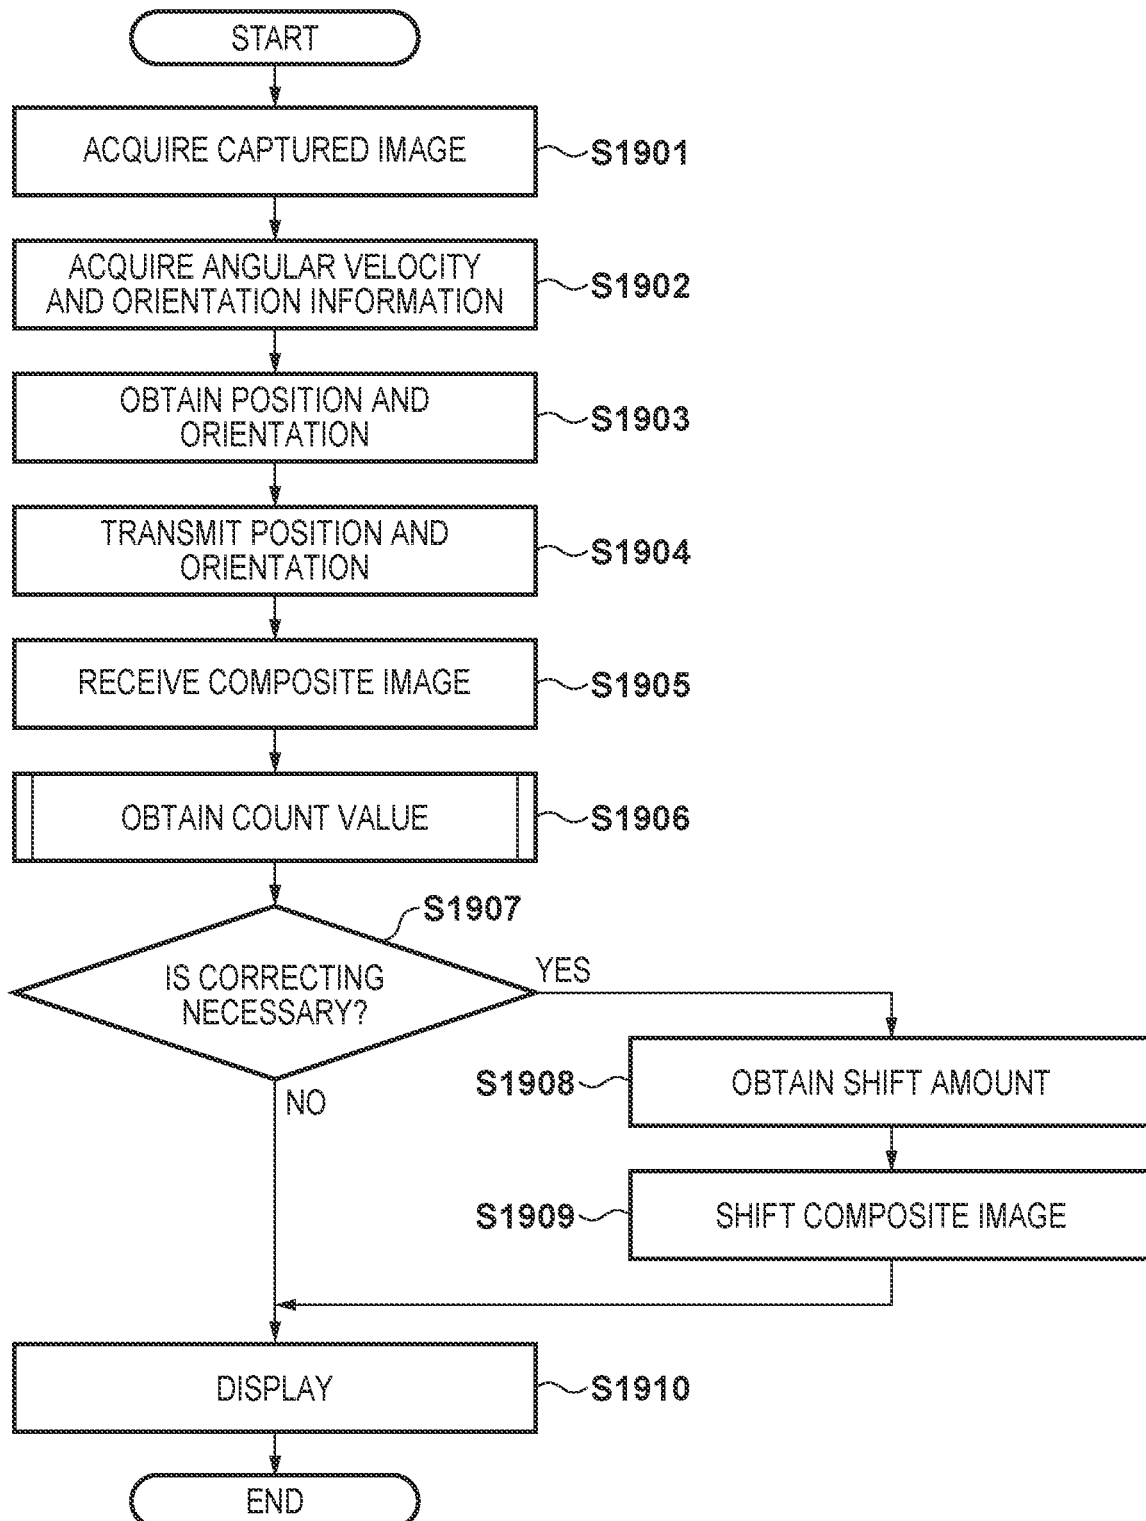 START
ACQUIRE CAPTURED IMAGE
S1901
ACQUIRE ANGULAR VELOCITY
AND ORIENTATION INFORMATION
S1902
OBTAIN POSITION AND
ORIENTATION
S1903
TRANSMIT POSITION AND
ORIENTATION
S1904
RECEIVE COMPOSITE IMAGE
S1905
OBTAIN COUNT VALUE
S1906
S1907
IS CORRECTING
NECESSARY?
YES
NO
S1908
OBTAIN SHIFT AMOUNT
S1909
SHIFT COMPOSITE IMAGE
DISPLAY
S1910
END